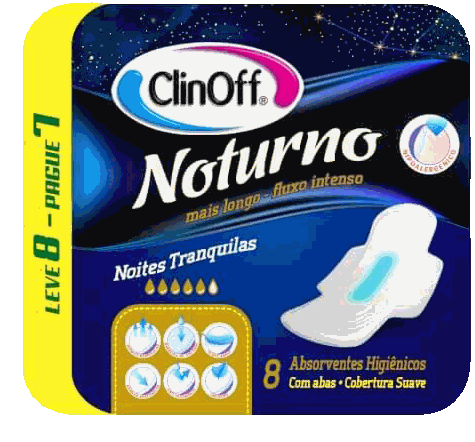 LEVE 8 - PAGUE 7
ClinOff®
Noturno
mais longo - fluxo intenso
HIPOALERGÊNICO
Noites Tranquilas
8 Absorventes Higiênicos
Com abas • Cobertura Suave